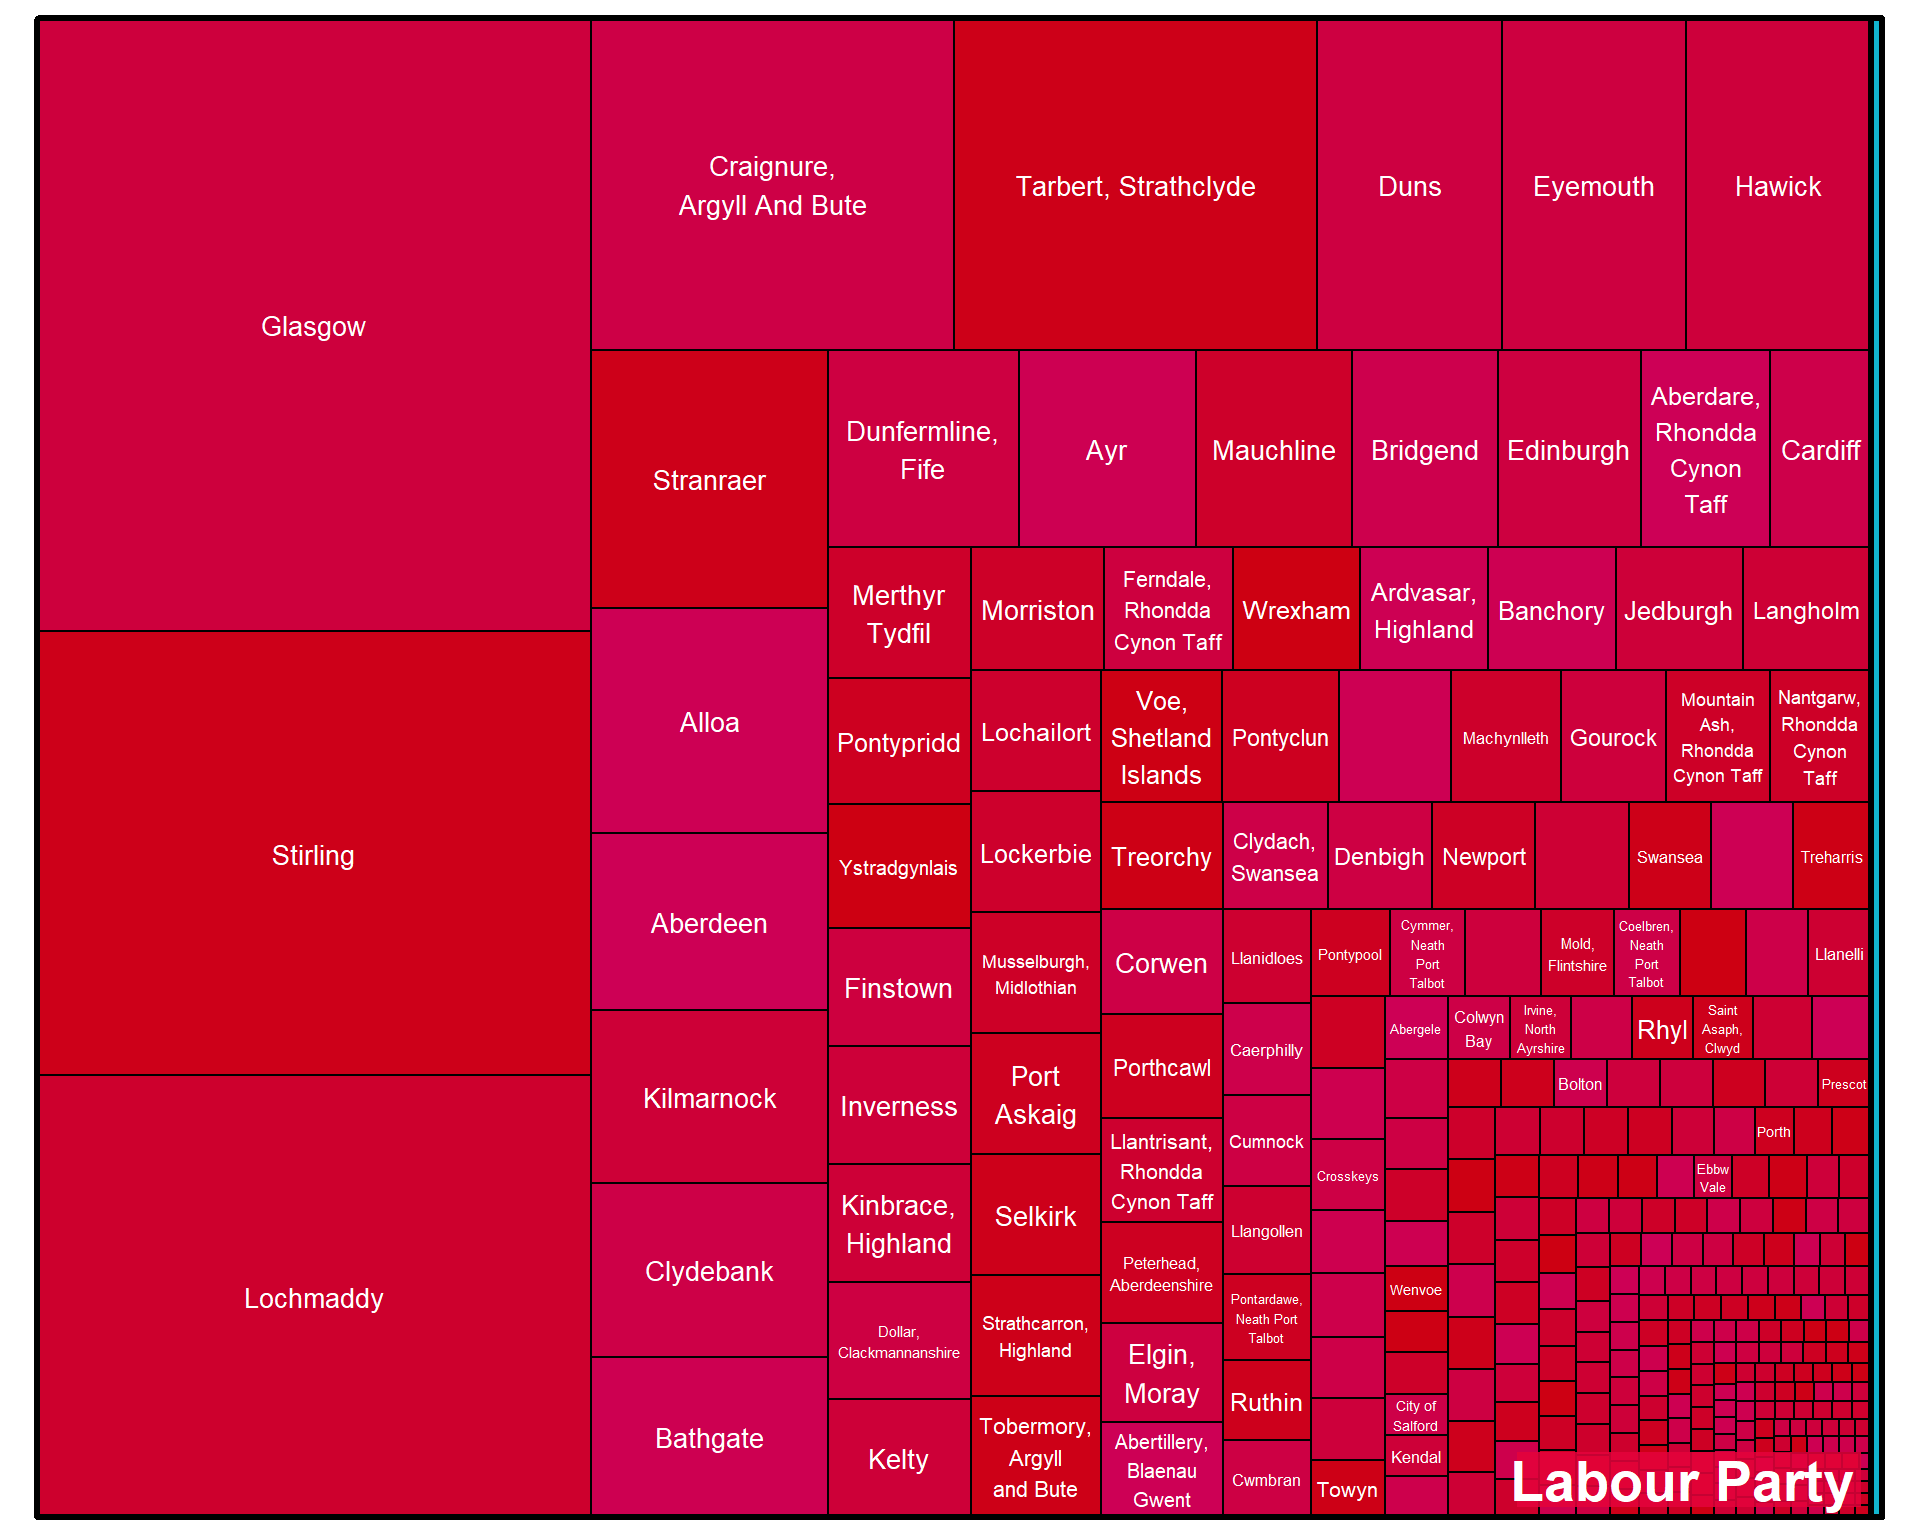 Glasgow
Stirling
Lochmaddy
Craignure,
Argyll And Bute
Tarbert, Strathclyde
Duns
Eyemouth
Hawick
Stranraer
Alloa
Aberdeen
Kilmarnock
Clydebank
Bathgate
Dunfermline,
Fife
Ayr
Mauchline
Bridgend
Edinburgh
Aberdare,
Rhondda
Cynon
Taff
Cardiff
Merthyr
Tydfil
Pontypridd
Ystradgynlais
Finstown
Inverness
Kinbrace,
Highland
Dollar,
Clackmannanshire
Kelty
Morriston
Ferndale,
Rhondda
Cynon Taff
Wrexham
Ardvasar,
Highland
Banchory
Jedburgh
Langholm
Lochailort
Lockerbie
Musselburgh,
Midlothian
Port
Askaig
Selkirk
Strathcarron,
Highland
Tobermory,
Argyll
and Bute
Voe,
Shetland
Islands
Treorchy
Corwen
Porthcawl
Llantrisant,
Rhondda
Cynon Taff
Peterhead,
Aberdeenshire
Elgin,
Moray
Abertillery,
Blaenau
Gwent
Pontyclun
Machynlleth
Gourock
Mountain
Ash,
Rhondda
Cynon Taff
Nantgarw,
Rhondda
Cynon
Taff
Clydach,
Swansea
Denbigh
Newport
Swansea
Treharris
Llanidloes
Caerphilly
Cumnock
Llangollen
Pontardawe,
Neath Port
Talbot
Ruthin
Cwmbran
Pontypool
Cymmer,
Neath
Port
Talbot
Mold,
Flintshire
Coelbren,
Neath
Port
Talbot
Llanelli
Crosskeys
Towyn
Abergele
Colwyn
Bay
Irvine,
North
Ayrshire
Rhyl
Saint
Asaph,
Clwyd
Wenvoe
City of
Salford
Kendal
Bolton
Prescot
Porth
Ebbw
Vale
Labour Party